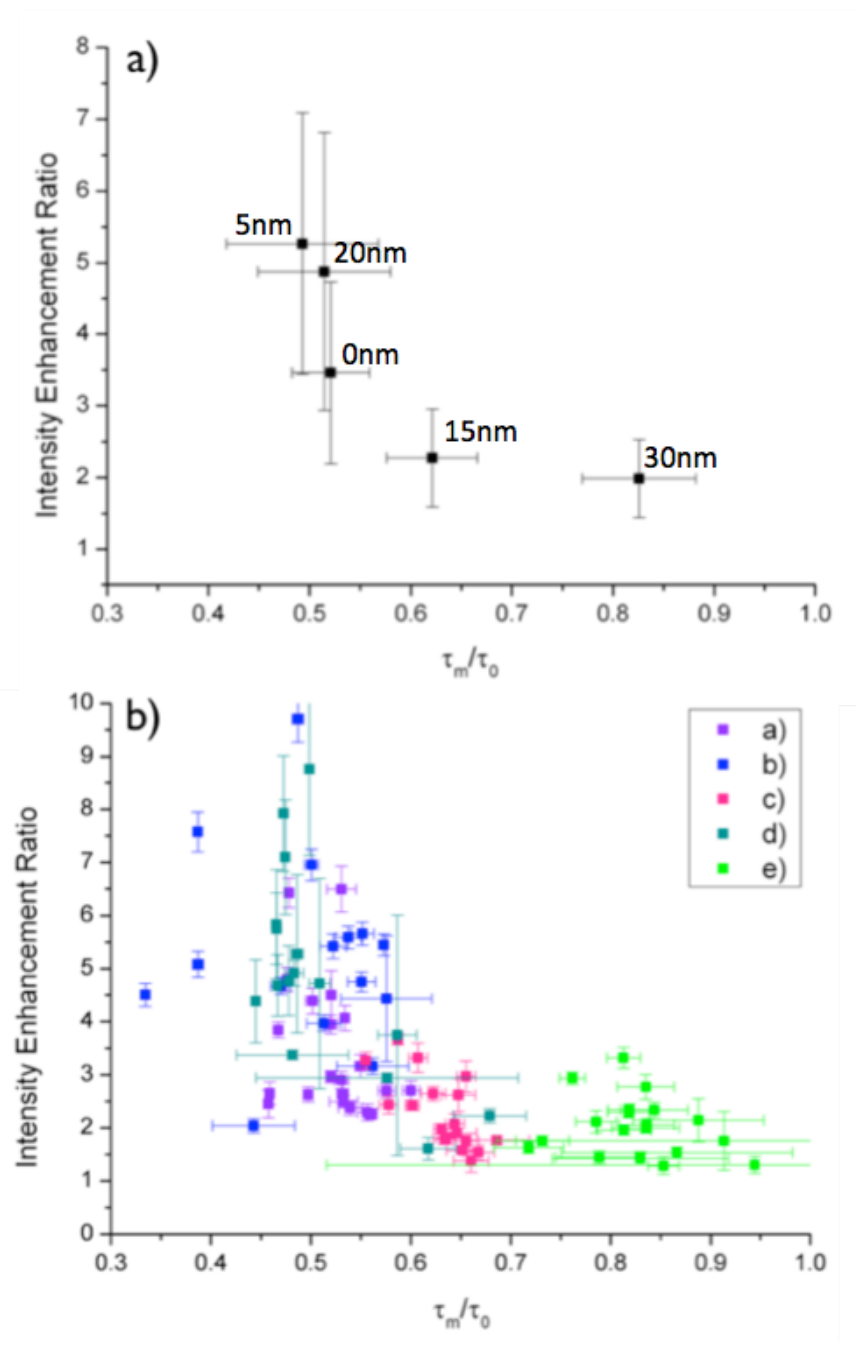 a)
8
7
6
5
4
3
2
1
Intensity Enhancement Ratio
5nm
20nm
0nm
15nm
30nm
0.3 0.4 0.5 0.6 0.7 0.8 0.9 1.0
τm/τ0
b)
10
9
8
7
6
5
4
3
2
1
0
Intensity Enhancement Ratio
a)
b)
c)
d)
e)
0.3 0.4 0.5 0.6 0.7 0.8 0.9 1.0
τm/τ0